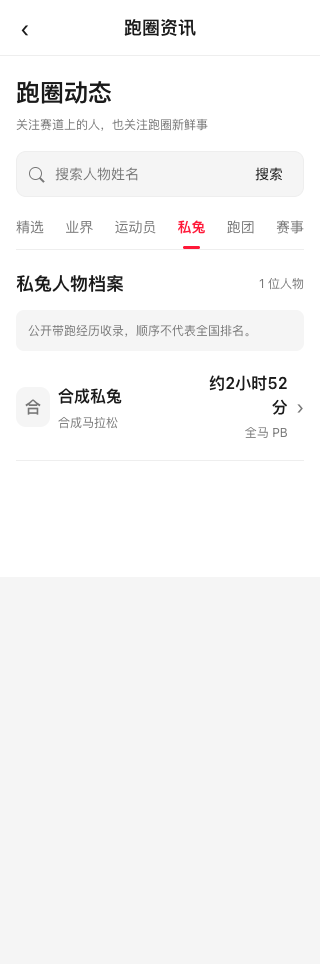 ‹ 跑圈资讯
跑圈动态
关注赛道上的人，也关注跑圈新鲜事
搜索人物姓名 搜索
精选 业界 运动员 私兔 跑团 赛事
私兔人物档案 1 位人物
公开带跑经历收录，顺序不代表全国排名。
合 合成私兔 约2小时52
分 ›
合成马拉松 全马 PB